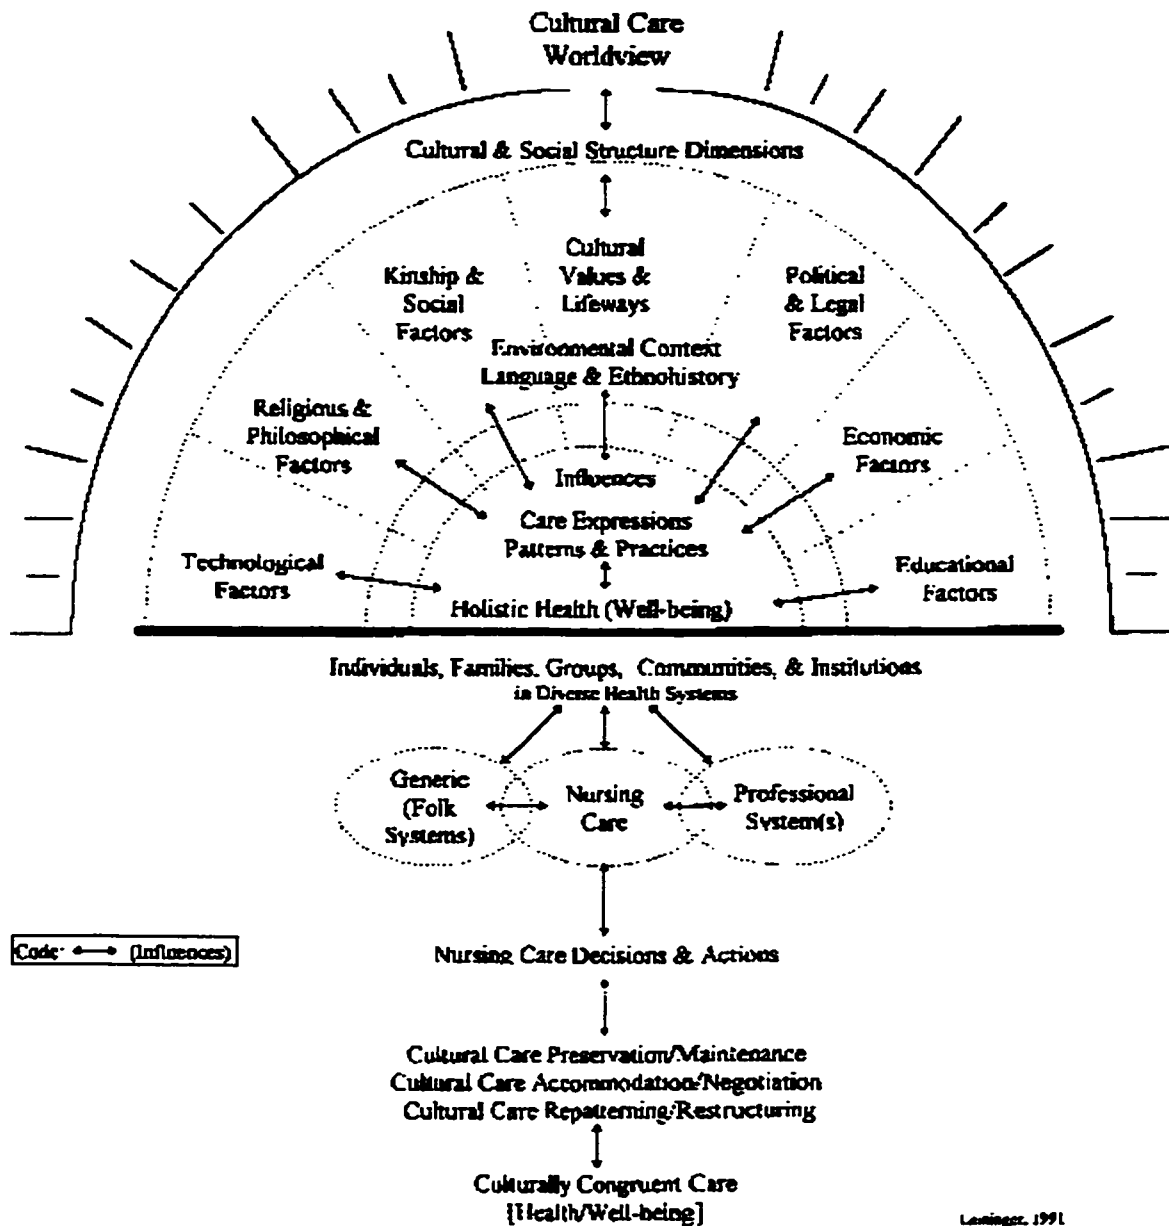 Cultural Care
Worldview
Cultural & Social Structure Dimensions
Cultural
Values &
Lifeways
Kinship &
Social
Factors
Political
& Legal
Factors
Environmental Context
Language & Ethnohistory
Religious &
Philosophical
Factors
Economic
Factors
Influences
Care Expressions
Patterns & Practices
Technological
Factors
Educational
Factors
Holistic Health (Well-being)
Individuals, Families, Groups, Communities, & Institutions
in Diverse Health Systems
Generic
(Folk
Systems)
Nursing
Care
Professional
System(s)
Code: (Influences)
Nursing Care Decisions & Actions
Cultural Care Preservation/Maintenance
Cultural Care Accommodation/Negotiation
Cultural Care Repatterning/Restructuring
Culturally Congruent Care
[Health/Well-being]
Leininger, 1991